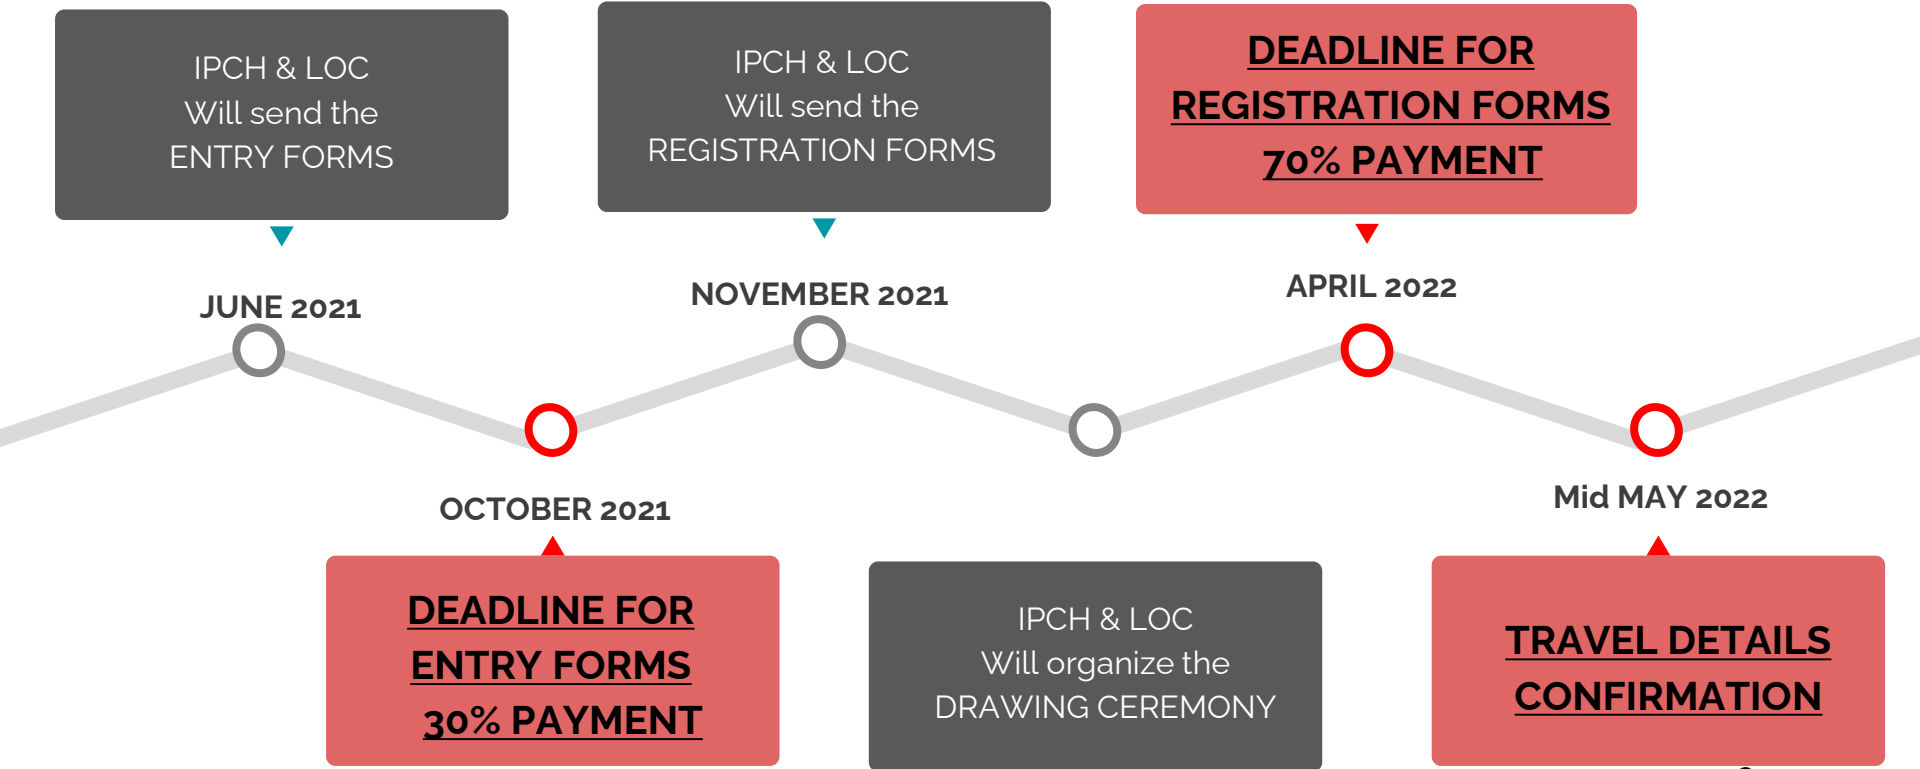 IPCH & LOC
Will send the
ENTRY FORMS
JUNE 2021
DEADLINE FOR
ENTRY FORMS
30% PAYMENT
OCTOBER 2021
IPCH & LOC
Will send the
REGISTRATION FORMS
NOVEMBER 2021
IPCH & LOC
Will organize the
DRAWING CEREMONY
DEADLINE FOR
REGISTRATION FORMS
70% PAYMENT
APRIL 2022
Mid MAY 2022
TRAVEL DETAILS
CONFIRMATION